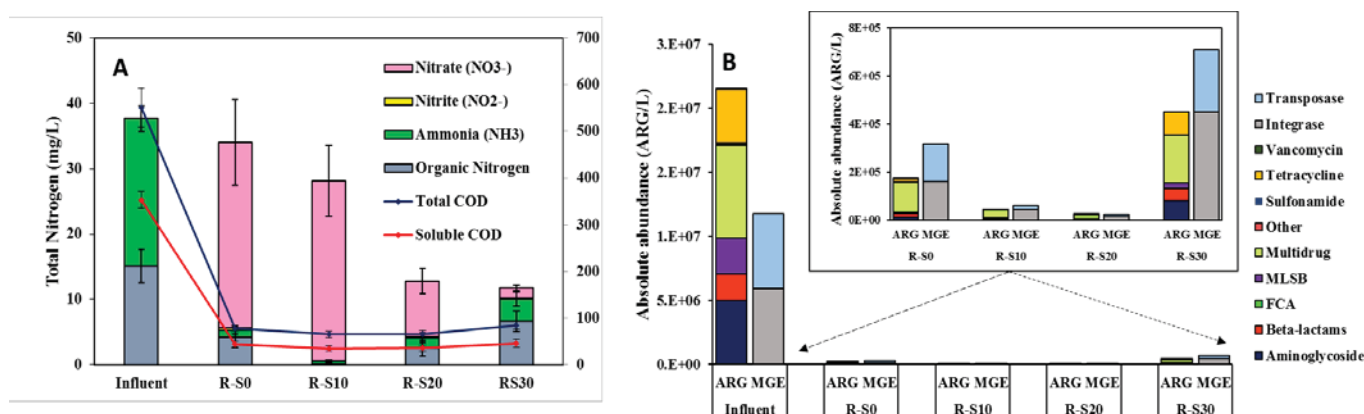 A
Total Nitrogen (mg/L)
50
40
30
20
10
0
700
600
500
400
300
200
100
0
Nitrate (NO3-)
Nitrite (NO2-)
Ammonia (NH3)
Organic Nitrogen
Total COD
Soluble COD
Influent R-S0 R-S10 R-S20 RS30
B
Absolute abundance (ARG/L)
3.E+07
2.E+07
2.E+07
1.E+07
5.E+06
0.E+00
ARG MGE ARG MGE ARG MGE ARG MGE ARG MGE
Influent R-S0 R-S10 R-S20 R-S30
Absolute abundance (ARG/L)
8E+05
6E+05
4E+05
2E+05
0E+00
ARG MGE ARG MGE ARG MGE ARG MGE
R-S0 R-S10 R-S20 R-S30
Transposase
Integrase
Vancomycin
Tetracycline
Sulfonamide
Other
Multidrug
MLSB
FCA
Beta-lactams
Aminoglycoside